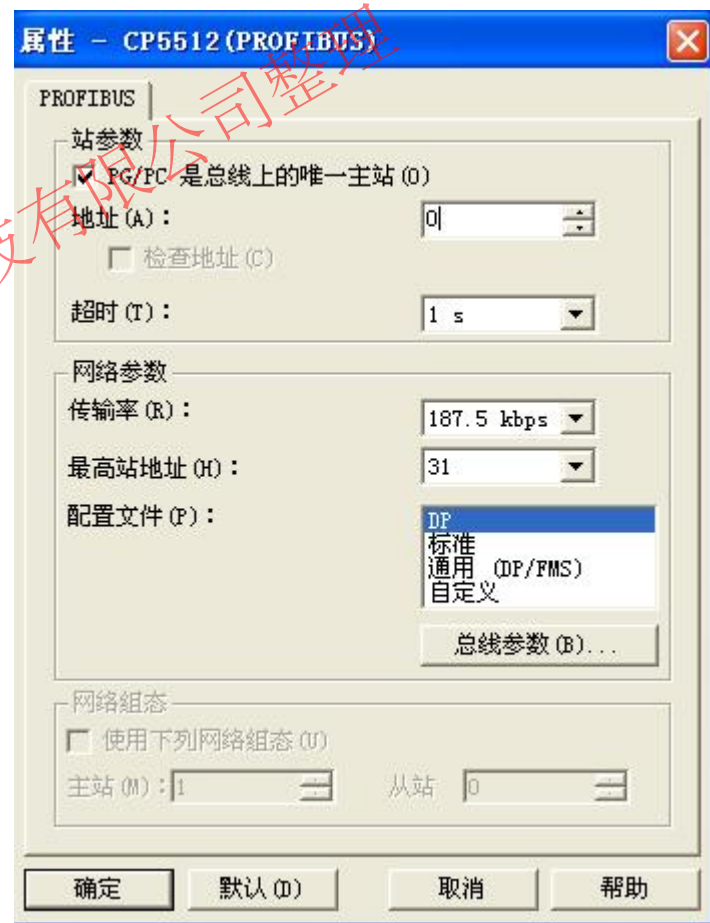 属性 - CP5512(PROFIBUS)
PROFIBUS
站参数
PG/PC 是总线上的唯一主站(O)
地址(A):
0
检查地址(C)
超时(T):
1 s
网络参数
传输率(R):
187.5 kbps
最高站地址(H):
31
配置文件(P):
DP
标准
通用 (DP/FMS)
自定义
总线参数(B)...
网络组态
使用下列网络组态(U)
主站(M):1
从站 0
确定 默认(D) 取消 帮助
技有限公司整理